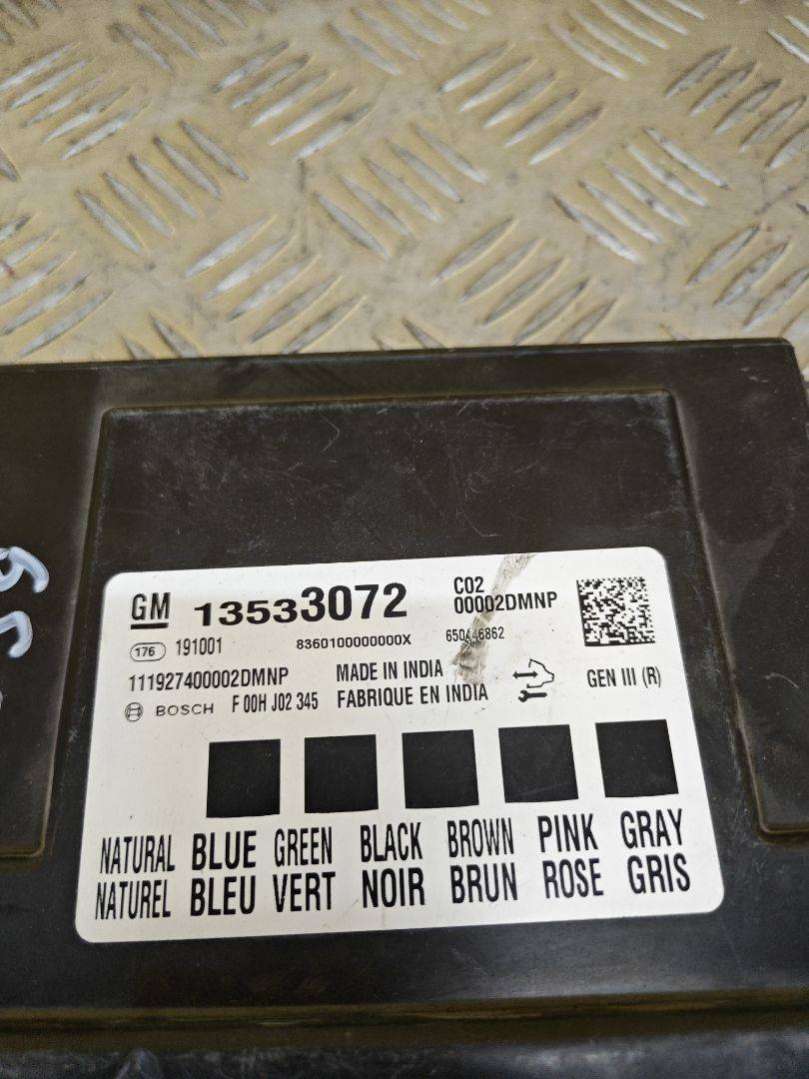 GM 13533072 C02
00002DMNP
176 191001 8360100000000X
111927400002DMNP MADE IN INDIA GEN III (R)
BOSCH F 00H J02 345 FABRIQUE EN INDIA
NATURAL BLUE GREEN BLACK BROWN PINK GRAY
NATUREL BLEU VERT NOIR BRUN ROSE GRIS